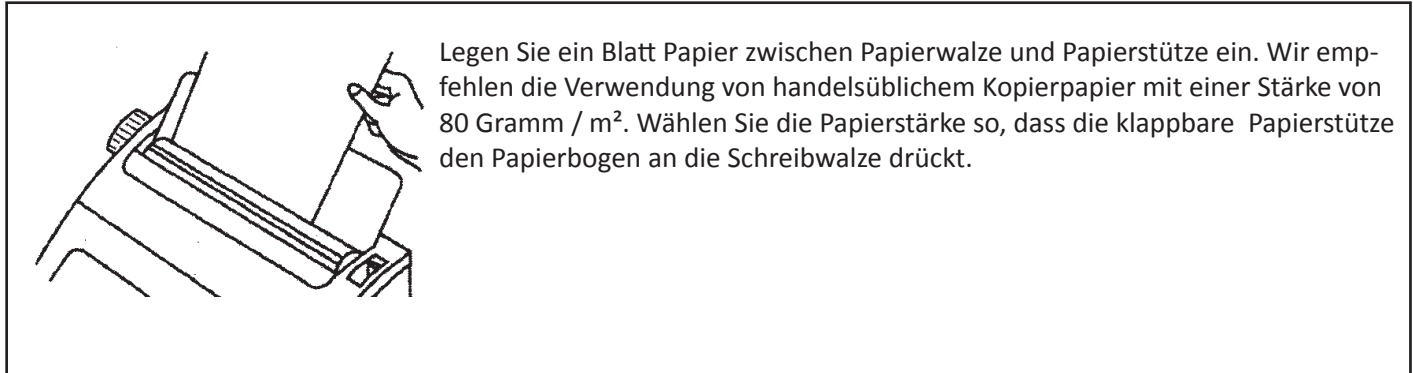 Legen Sie ein Blatt Papier zwischen Papierwalze und Papierstütze ein. Wir emp-
fehlen die Verwendung von handelsüblichem Kopierpapier mit einer Stärke von
80 Gramm / m². Wählen Sie die Papierstärke so, dass die klappbare  Papierstütze
den Papierbogen an die Schreibwalze drückt.